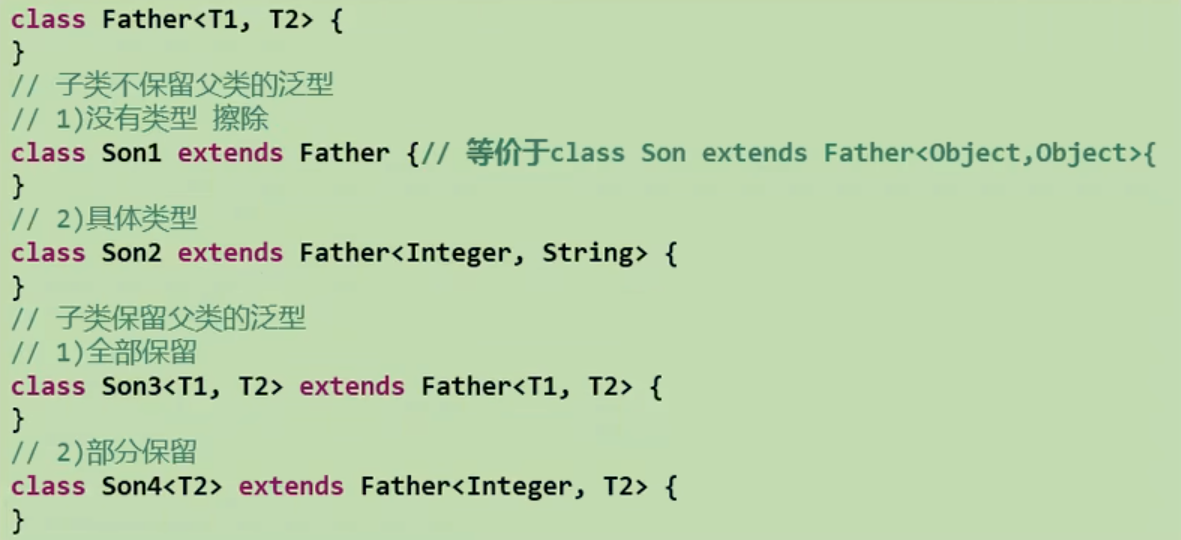 class Father<T1, T2> {
}
// 子类不保留父类的泛型
// 1)没有类型 擦除
class Son1 extends Father {// 等价于class Son extends Father<Object,Object>{
}
// 2)具体类型
class Son2 extends Father<Integer, String> {
}
// 子类保留父类的泛型
// 1)全部保留
class Son3<T1, T2> extends Father<T1, T2> {
}
// 2)部分保留
class Son4<T2> extends Father<Integer, T2> {
}